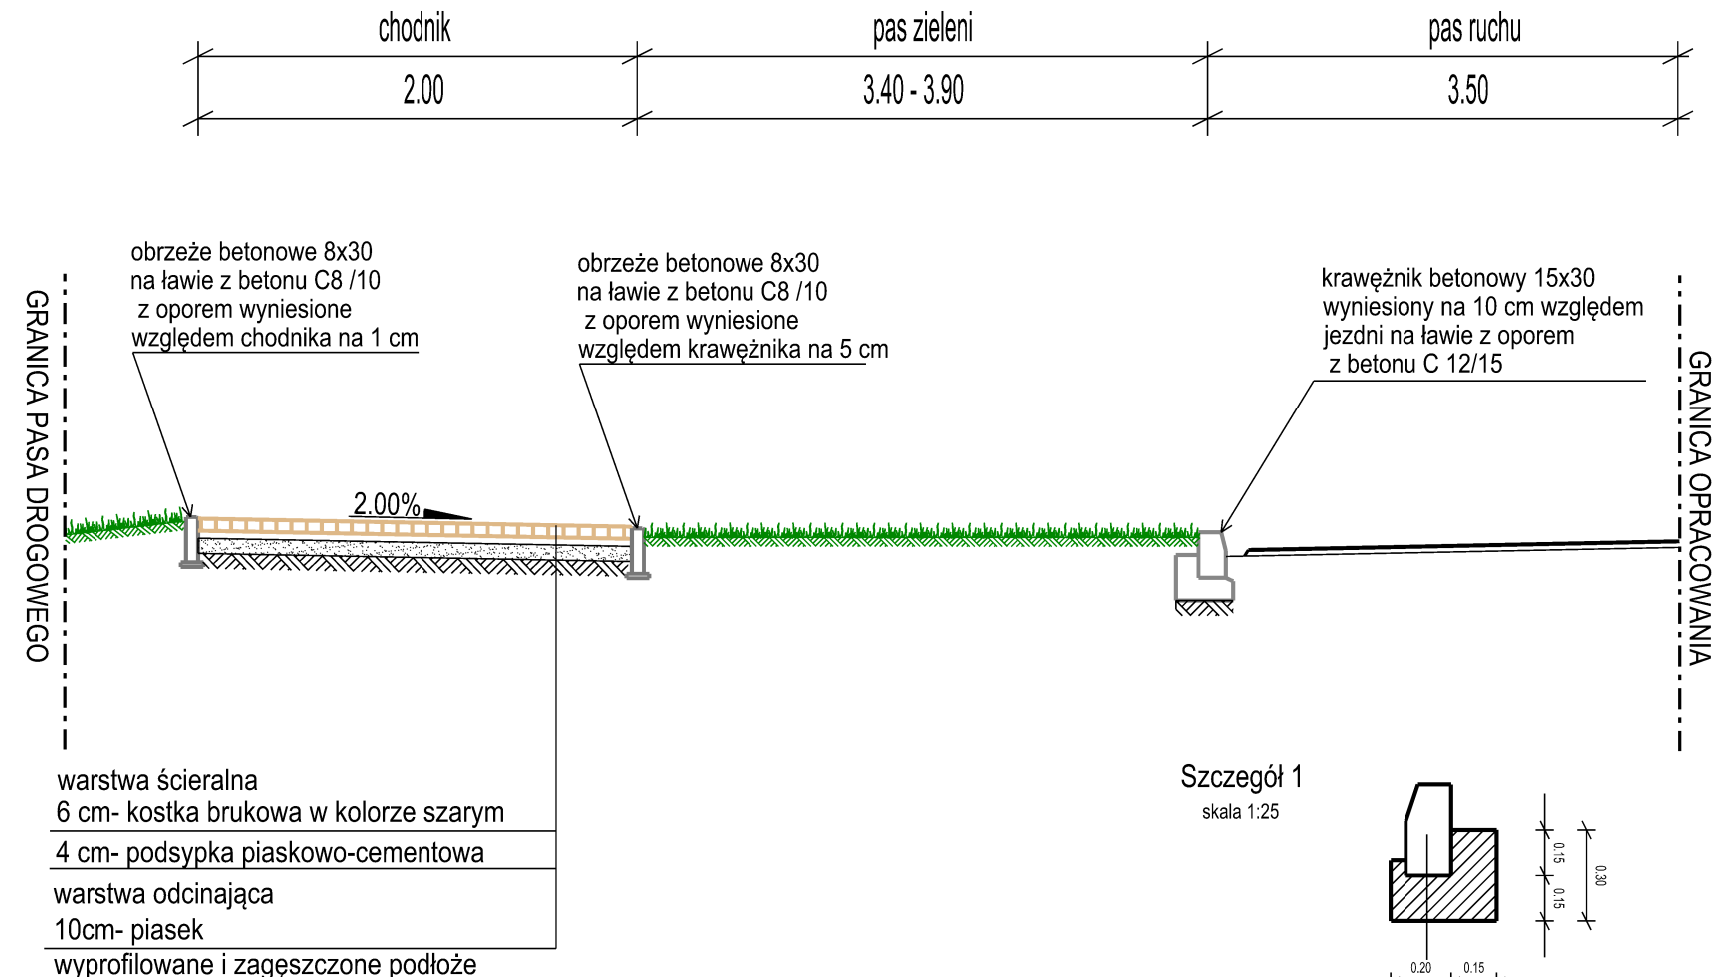 chodnik
pas zieleni
pas ruchu
2.00
3.40 - 3.90
3.50
obrzeże betonowe 8x30
na ławie z betonu C8 /10
z oporem wyniesione
względem chodnika na 1 cm
obrzeże betonowe 8x30
na ławie z betonu C8 /10
z oporem wyniesione
względem krawężnika na 5 cm
krawężnik betonowy 15x30
wyniesiony na 10 cm względem
jezdni na ławie z oporem
z betonu C 12/15
GRANICA PASA DROGOWEGO
GRANICA OPRACOWANIA
2.00%
warstwa ścieralna
6 cm- kostka brukowa w kolorze szarym
4 cm- podsypka piaskowo-cementowa
warstwa odcinająca
10cm- piasek
wyprofilowane i zagęszczone podłoże
Szczegół 1
skala 1:25
0.15
0.15
0.30
0.20
0.15